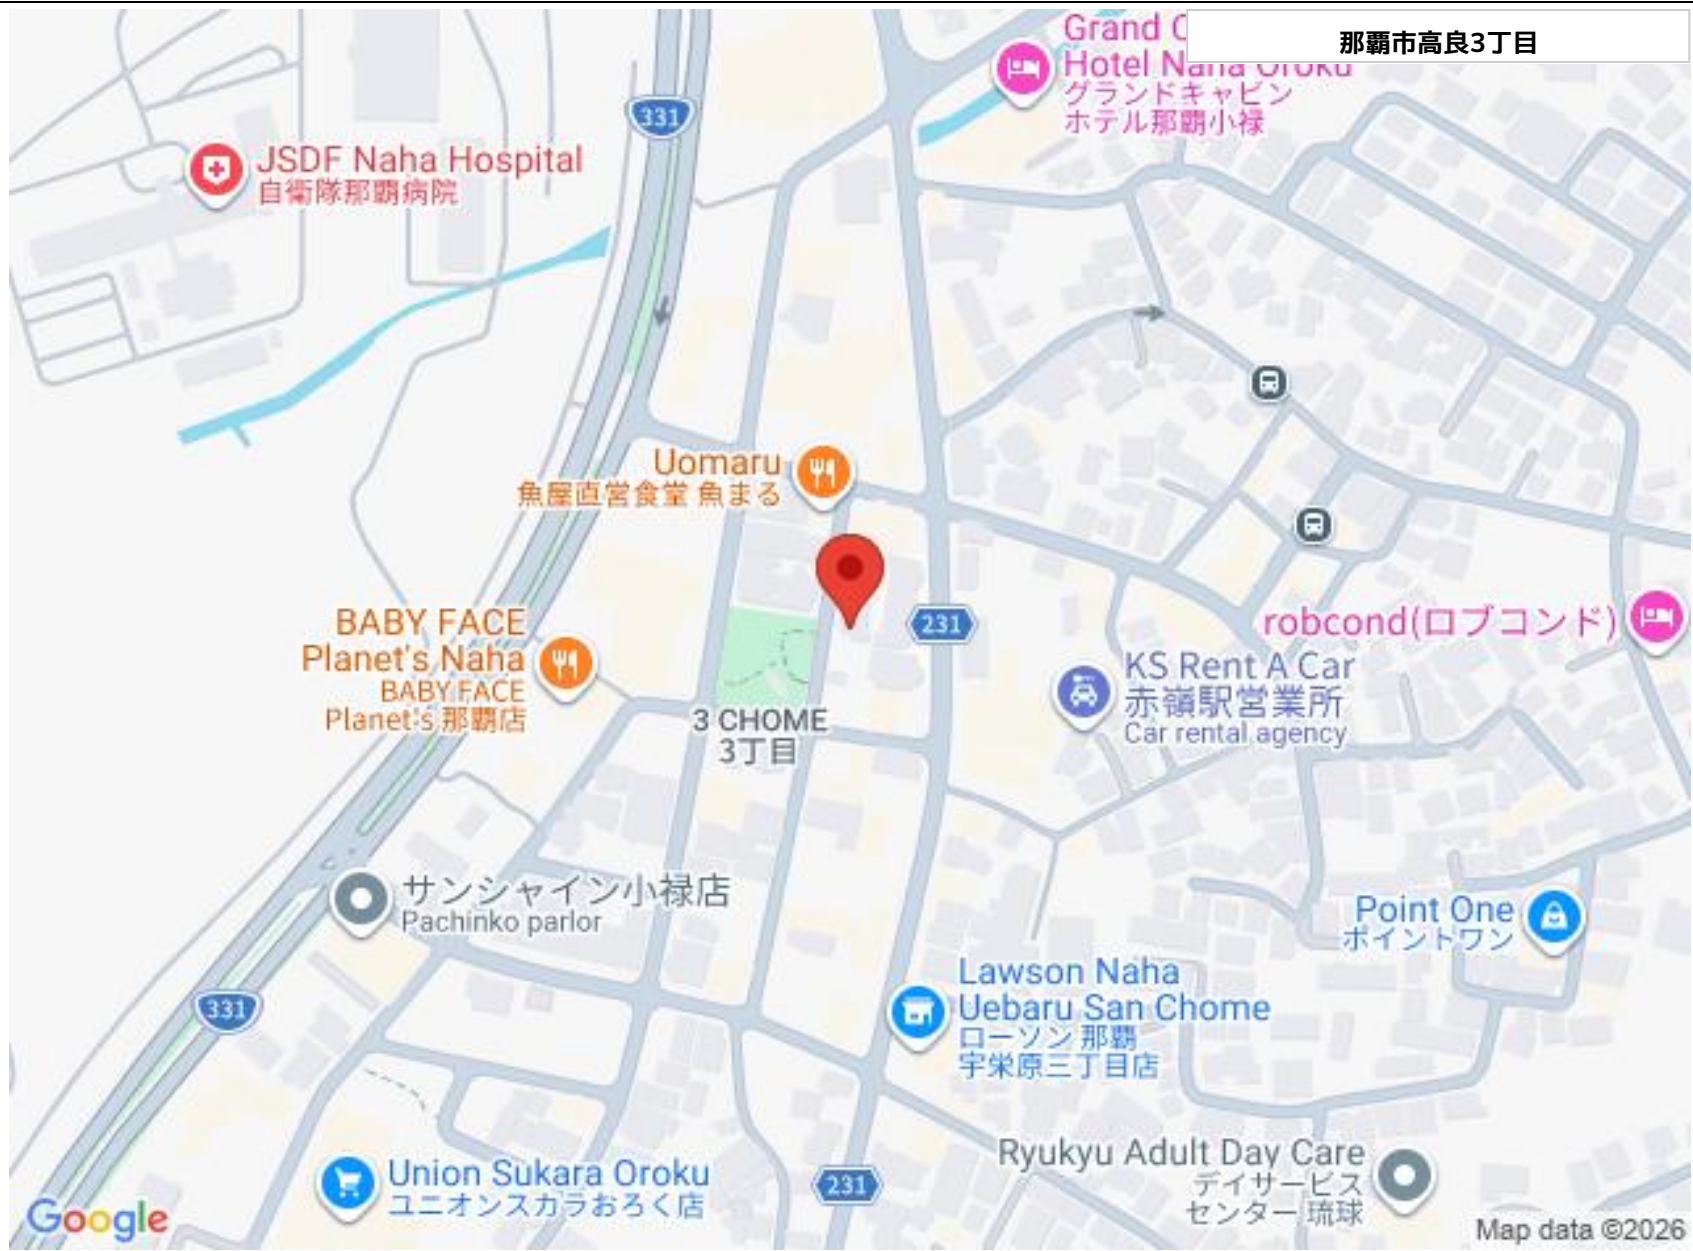 那覇市高良3丁目
Grand C
Hotel Naha Oroku
グランドキャビン
ホテル那覇小禄
331
JSDF Naha Hospital
自衛隊那覇病院
Uomaru
魚屋直営食堂 魚まる
BABY FACE
Planet's Naha
BABY FACE
Planet's 那覇店
231
robcond(ロブコンド)
KS Rent A Car
赤嶺駅営業所
Car rental agency
3 CHOME
3丁目
サンシャイン小禄店
Pachinko parlor
Point One
ポイントワン
331
Lawson Naha
Uebaru San Chome
ローソン 那覇
宇栄原三丁目店
Union Sukara Oroku
ユニオンスカラおろく店
231
Ryukyu Adult Day Care
デイサービス
センター 琉球
Google
Map data ©2026